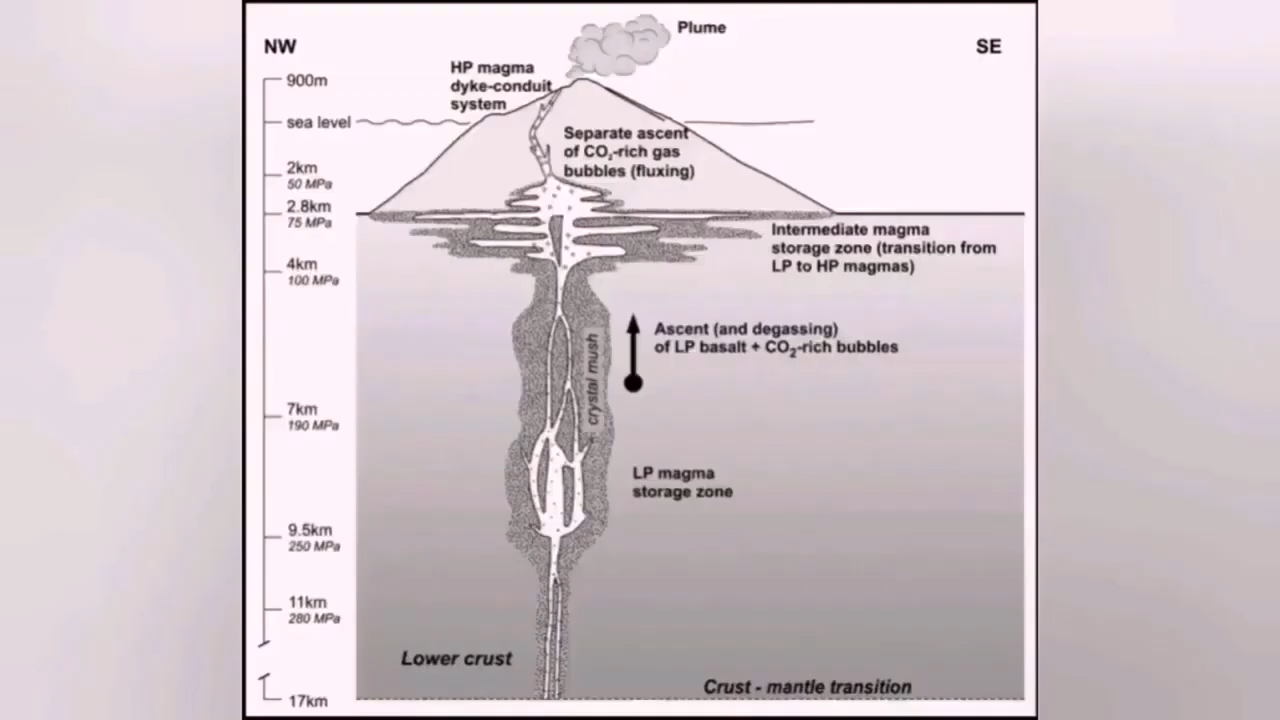 Plume
NW
SE
HP magma
dyke-conduit
system
900m
sea level
Separate ascent
of CO₂-rich gas
bubbles (fluxing)
2km
50 MPa
2.8km
75 MPa
Intermediate magma
storage zone (transition from
LP to HP magmas)
4km
100 MPa
Ascent (and degassing)
of LP basalt + CO₂-rich bubbles
crystal mush
7km
190 MPa
LP magma
storage zone
9.5km
250 MPa
11km
280 MPa
Lower crust
Crust - mantle transition
17km